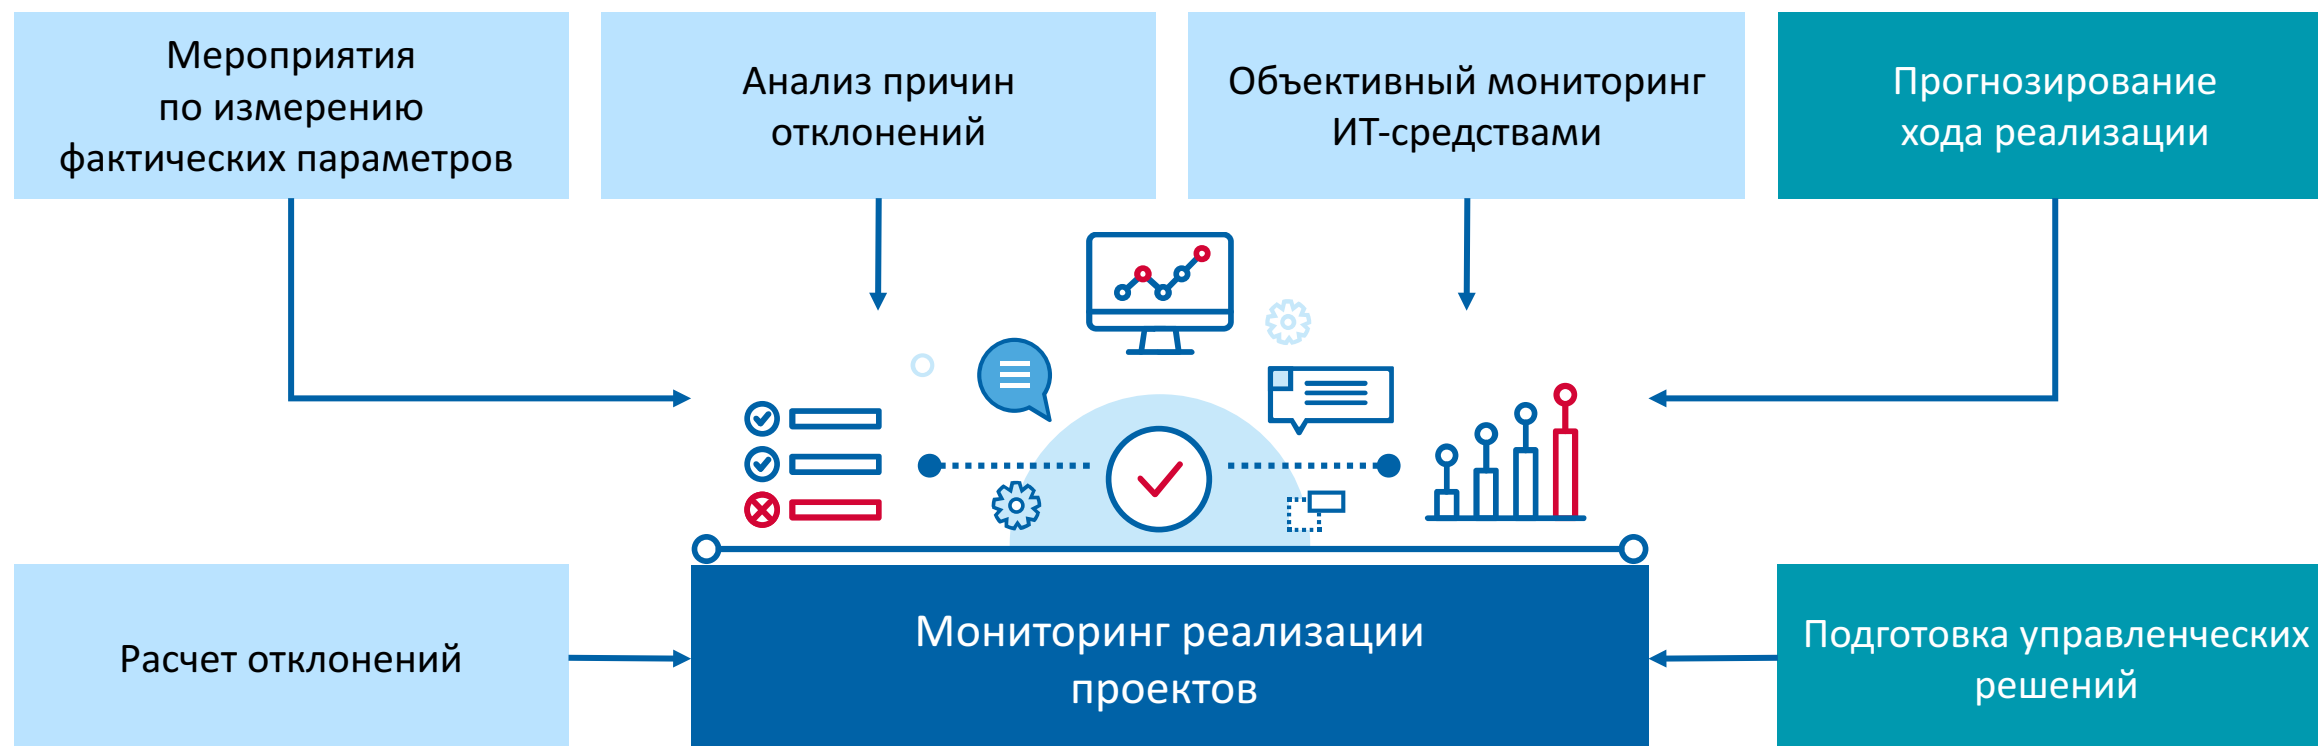 Мероприятия
по измерению
фактических параметров
Анализ причин
отклонений
Объективный мониторинг
ИТ-средствами
Прогнозирование
хода реализации
Расчет отклонений
Мониторинг реализации
проектов
Подготовка управленческих
решений